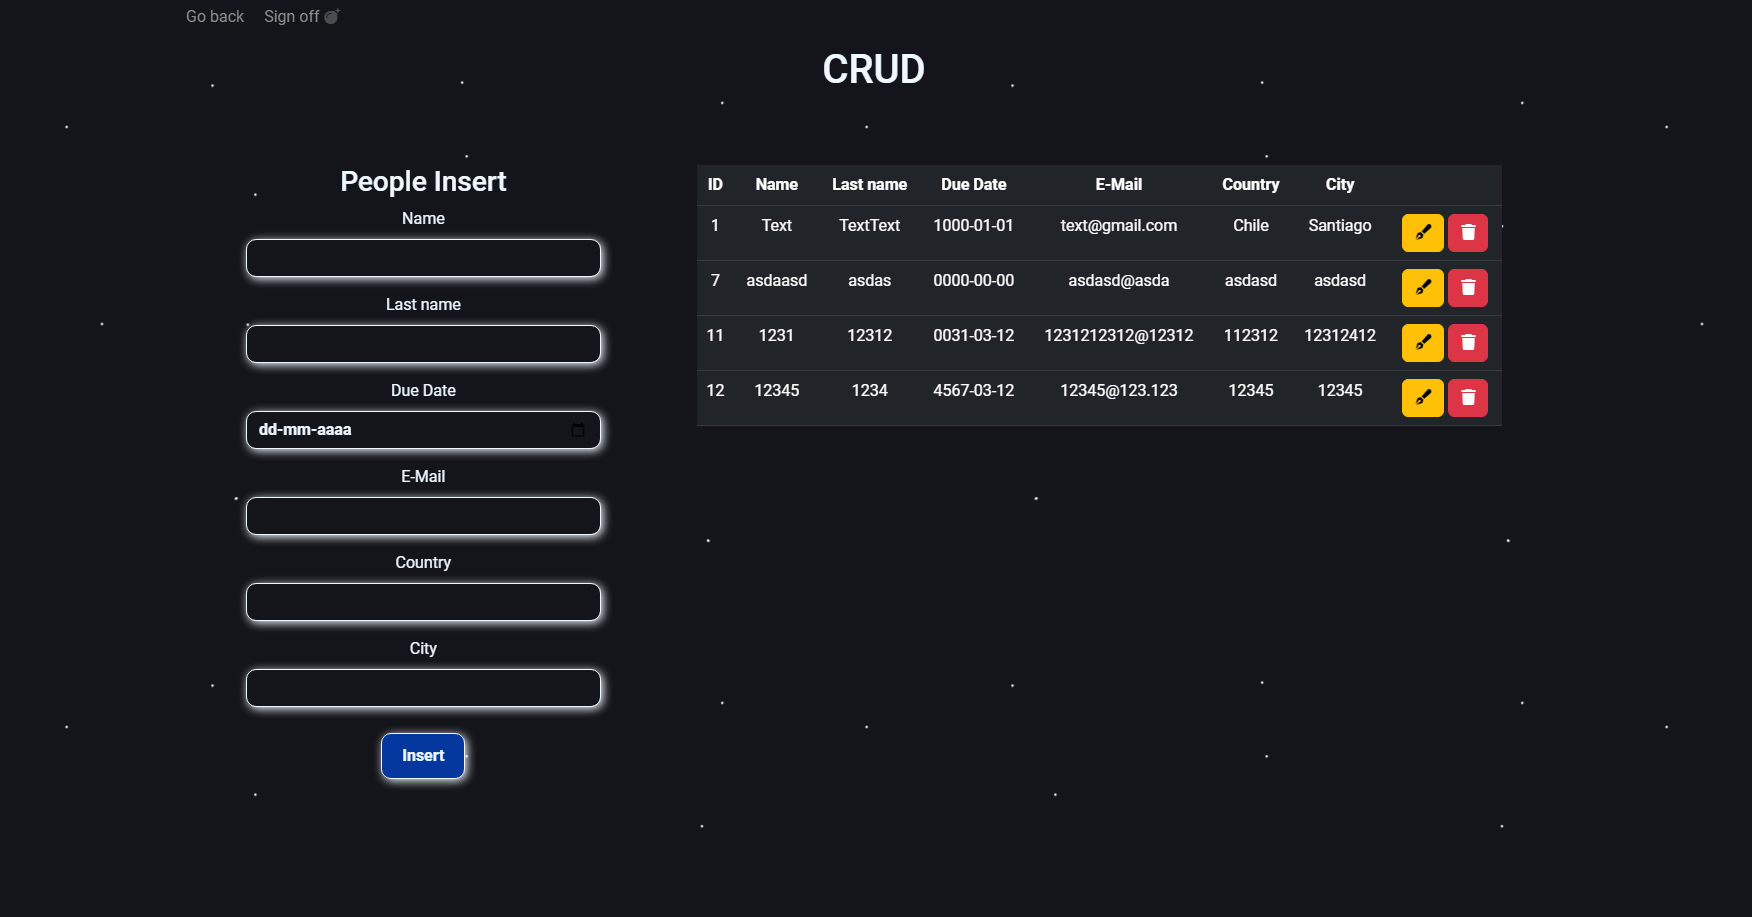 Go back Sign off
CRUD
People Insert
Name
Last name
Due Date
dd-mm-aaaa
E-Mail
Country
City
Insert
ID Name Last name Due Date E-Mail Country City
1 Text TextText 1000-01-01 text@gmail.com Chile Santiago
7 asdaasd asdas 0000-00-00 asdasd@asda asdasd asdasd
11 1231 12312 0031-03-12 1231212312@12312 112312 12312412
12 12345 1234 4567-03-12 12345@123.123 12345 12345